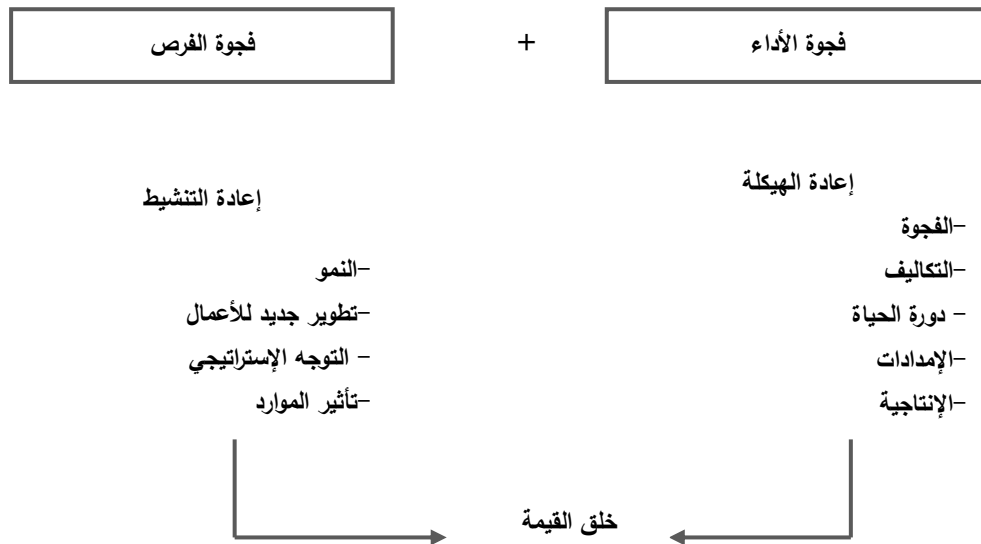 فجوة الأداء + فجوة الفرص
إعادة الهيكلة
-الفجوة
-التكاليف
- دورة الحياة
-الإمدادات
-الإنتاجية
إعادة التنشيط
-النمو
-تطوير جديد للأعمال
- التوجه الإستراتيجي
-تأثير الموارد
خلق القيمة